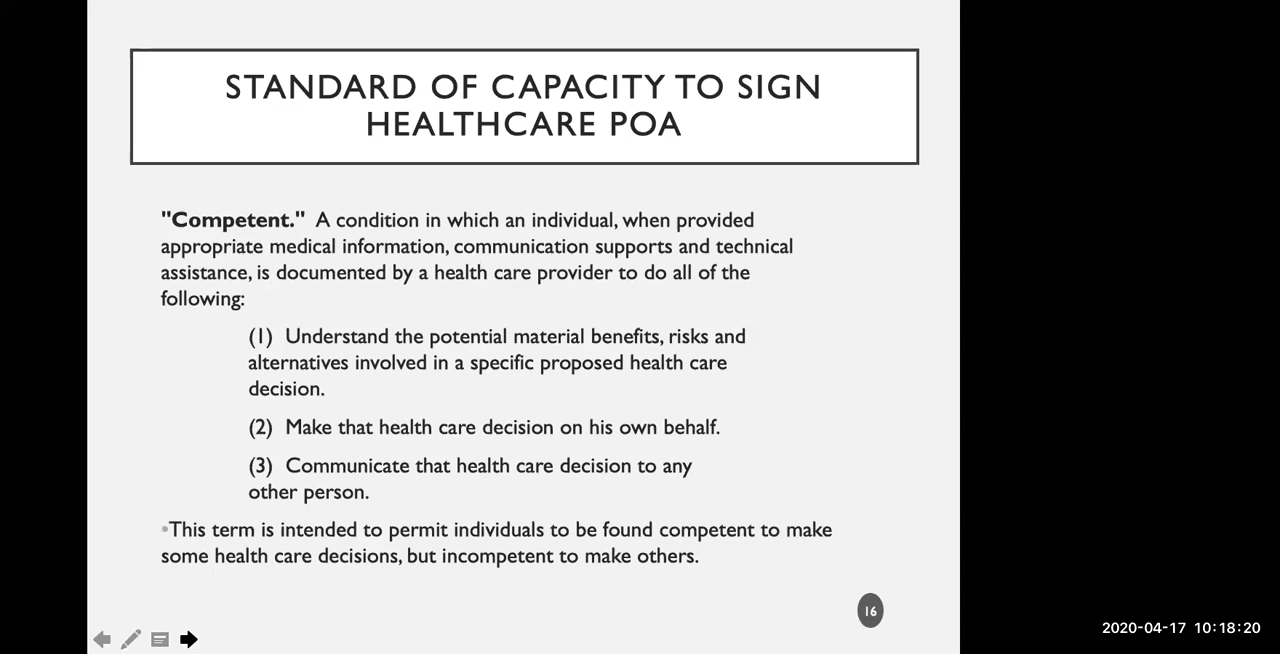 STANDARD OF CAPACITY TO SIGN
HEALTHCARE POA
"Competent." A condition in which an individual, when provided
appropriate medical information, communication supports and technical
assistance, is documented by a health care provider to do all of the
following:
(1) Understand the potential material benefits, risks and
alternatives involved in a specific proposed health care
decision.
(2) Make that health care decision on his own behalf.
(3) Communicate that health care decision to any
other person.
•This term is intended to permit individuals to be found competent to make
some health care decisions, but incompetent to make others.
16
2020-04-17 10:18:20